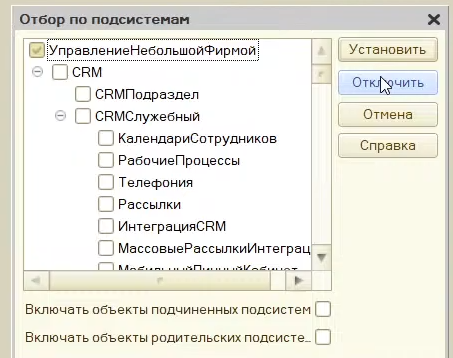 Отбор по подсистемам
УправлениеНебольшойФирмой
Установить
CRM
Отключить
CRMПодраздел
CRMСлужебный
Отмена
КалендариСотрудников
Справка
РабочиеПроцессы
Телефония
Рассылки
ИнтеграцияCRM
МассовыеРассылкиИнтеграц
МобильныйЛичныйКабинет
Включать объекты подчиненных подсистем
Включать объекты родительских подсисте...